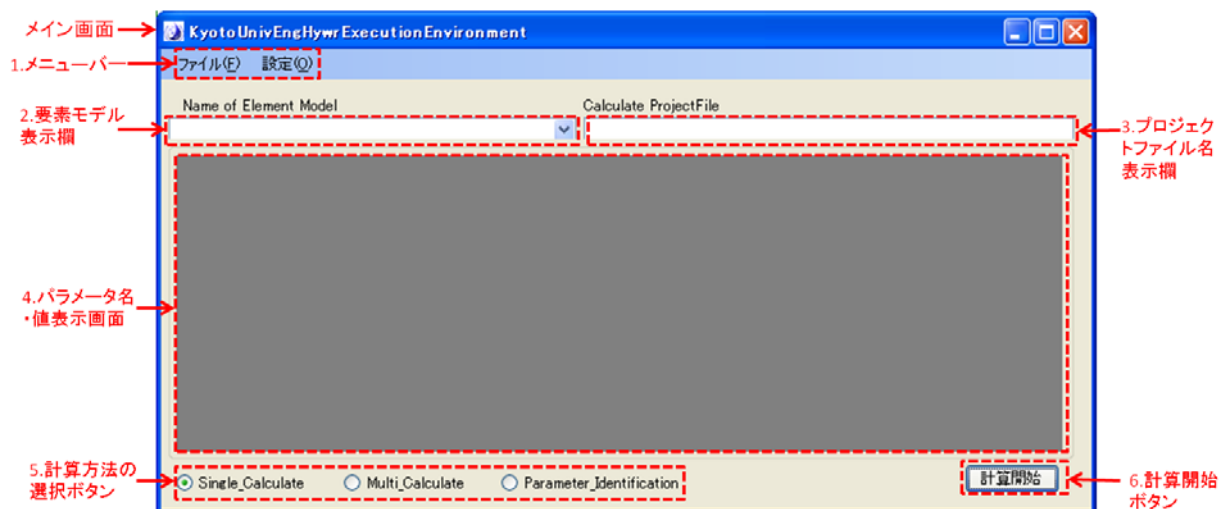 メイン画面
KyotoUnivEngHywrExecutionEnvironment
1.メニューバー
ファイル(F) 設定(O)
2.要素モデル
表示欄
Name of Element Model
Calculate ProjectFile
3.プロジェク
トファイル名
表示欄
4.パラメータ名
・値表示画面
5.計算方法の
選択ボタン
Single_Calculate
Multi_Calculate
Parameter_Identification
計算開始
6.計算開始
ボタン